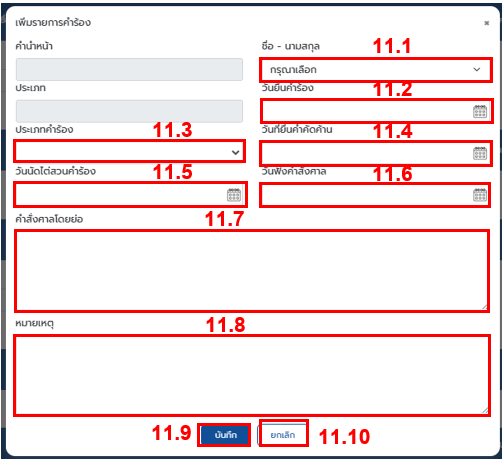 เพิ่มรายการคำร้อง ×
คำนำหน้า ชื่อ - นามสกุล 11.1
กรุณาเลือก
ประเภท วันยื่นคำร้อง 11.2
ประเภทคำร้อง 11.3 วันที่ยื่นคำคัดค้าน 11.4
วันนัดไต่สวนคำร้อง 11.5 วันฟังคำสั่งศาล 11.6
คำสั่งศาลโดยย่อ 11.7
หมายเหตุ 11.8
11.9 บันทึก ยกเลิก 11.10